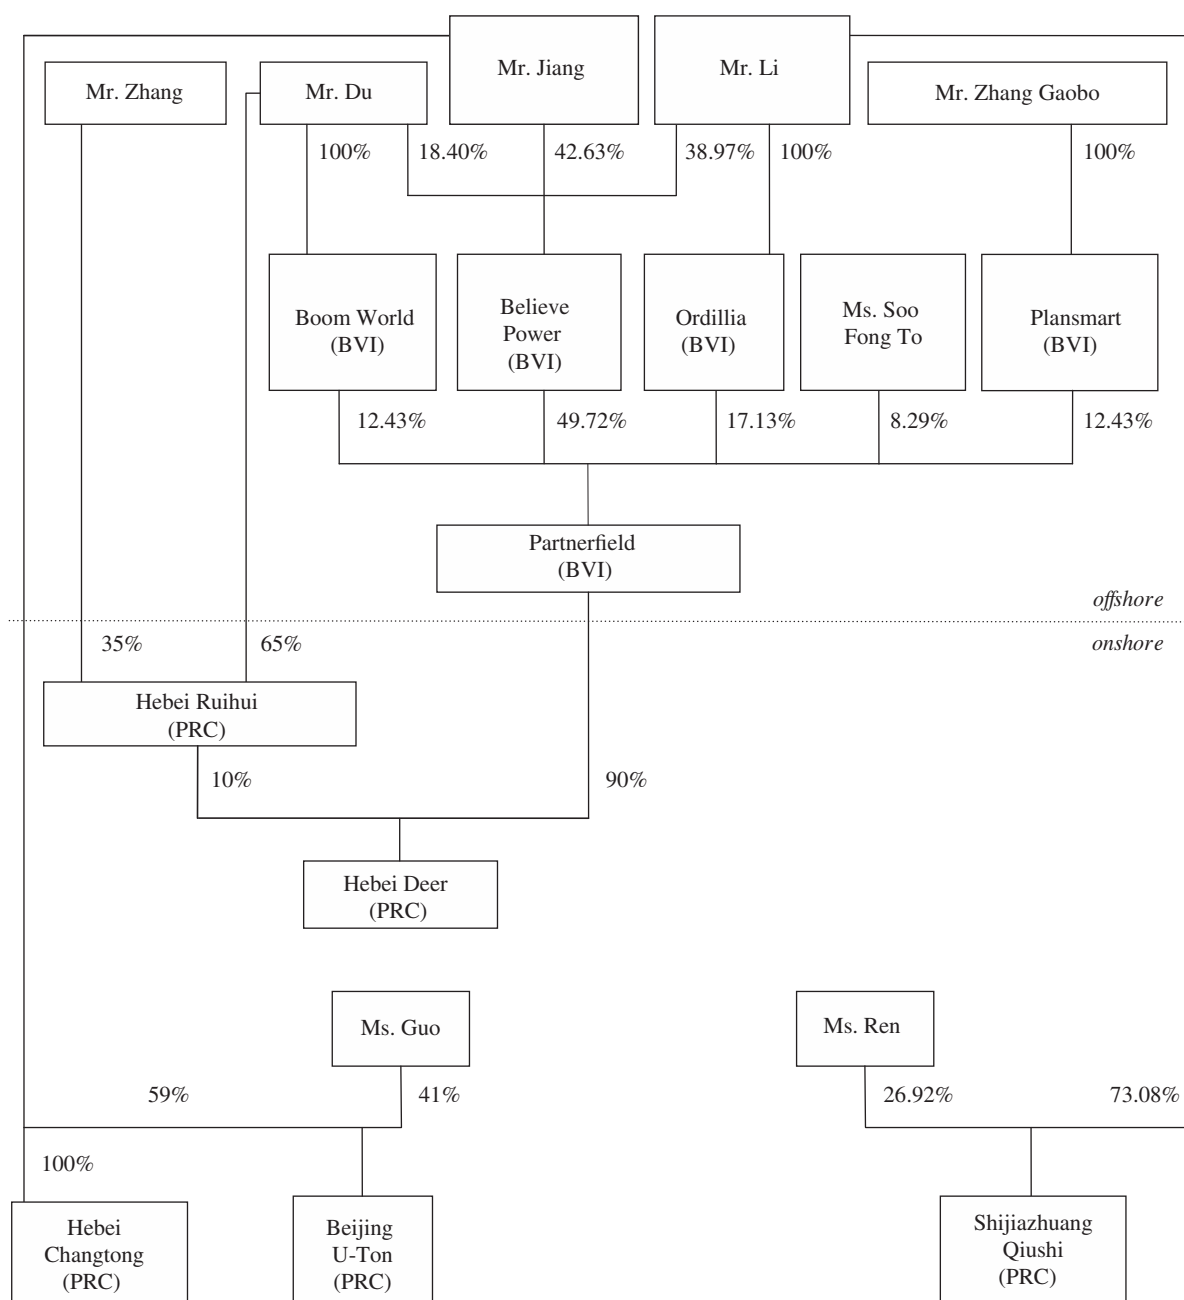 Mr. Jiang
Mr. Li
Mr. Zhang
Mr. Du
Mr. Zhang Gaobo
100%
18.40%
42.63%
38.97%
100%
100%
Boom World
(BVI)
Believe
Power
(BVI)
Ordillia
(BVI)
Ms. Soo
Fong To
Plansmart
(BVI)
12.43%
49.72%
17.13%
8.29%
12.43%
Partnerfield
(BVI)
offshore
onshore
35%
65%
Hebei Ruihui
(PRC)
10%
90%
Hebei Deer
(PRC)
Ms. Guo
Ms. Ren
59%
41%
26.92%
73.08%
100%
Hebei
Changtong
(PRC)
Beijing
U-Ton
(PRC)
Shijiazhuang
Qiushi
(PRC)